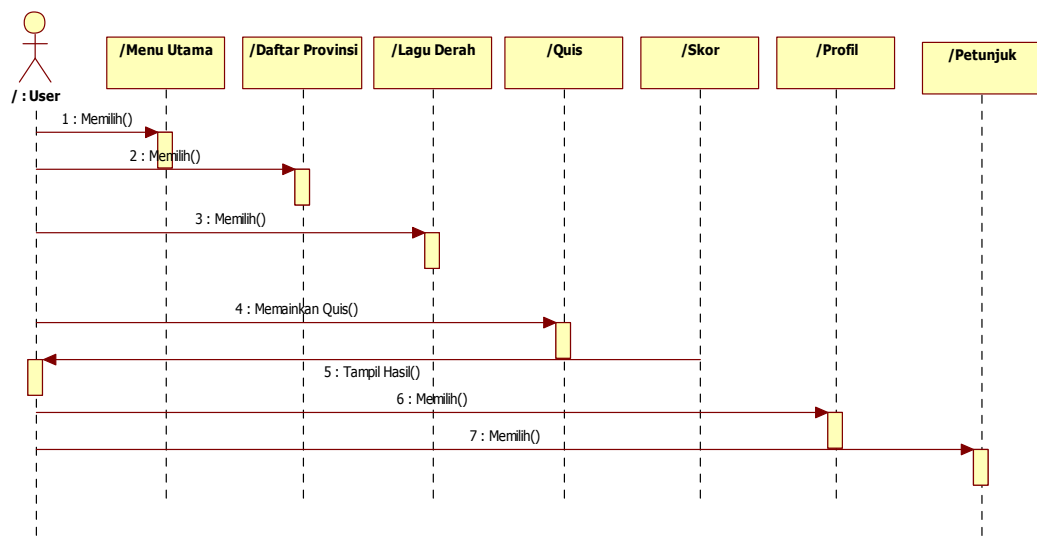 /Menu Utama
/Daftar Provinsi
/Lagu Derah
/Quis
/Skor
/Profil
/Petunjuk
/ : User
1 : Memilih()
2 : Memilih()
3 : Memilih()
4 : Memainkan Quis()
5 : Tampil Hasil()
6 : Memilih()
7 : Memilih()